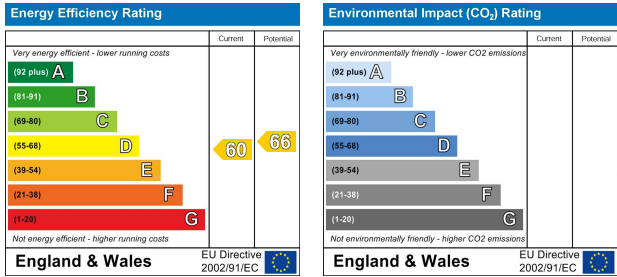 Energy Efficiency Rating
Current Potential
Very energy efficient - lower running costs
(92 plus) A
(81-91) B
(69-80) C
(55-68) D
60 66
(39-54) E
(21-38) F
(1-20) G
Not energy efficient - higher running costs
England & Wales
EU Directive
2002/91/EC
Environmental Impact (CO₂) Rating
Current Potential
Very environmentally friendly - lower CO2 emissions
(92 plus) A
(81-91) B
(69-80) C
(55-68) D
(39-54) E
(21-38) F
(1-20) G
Not environmentally friendly - higher CO2 emissions
England & Wales
EU Directive
2002/91/EC